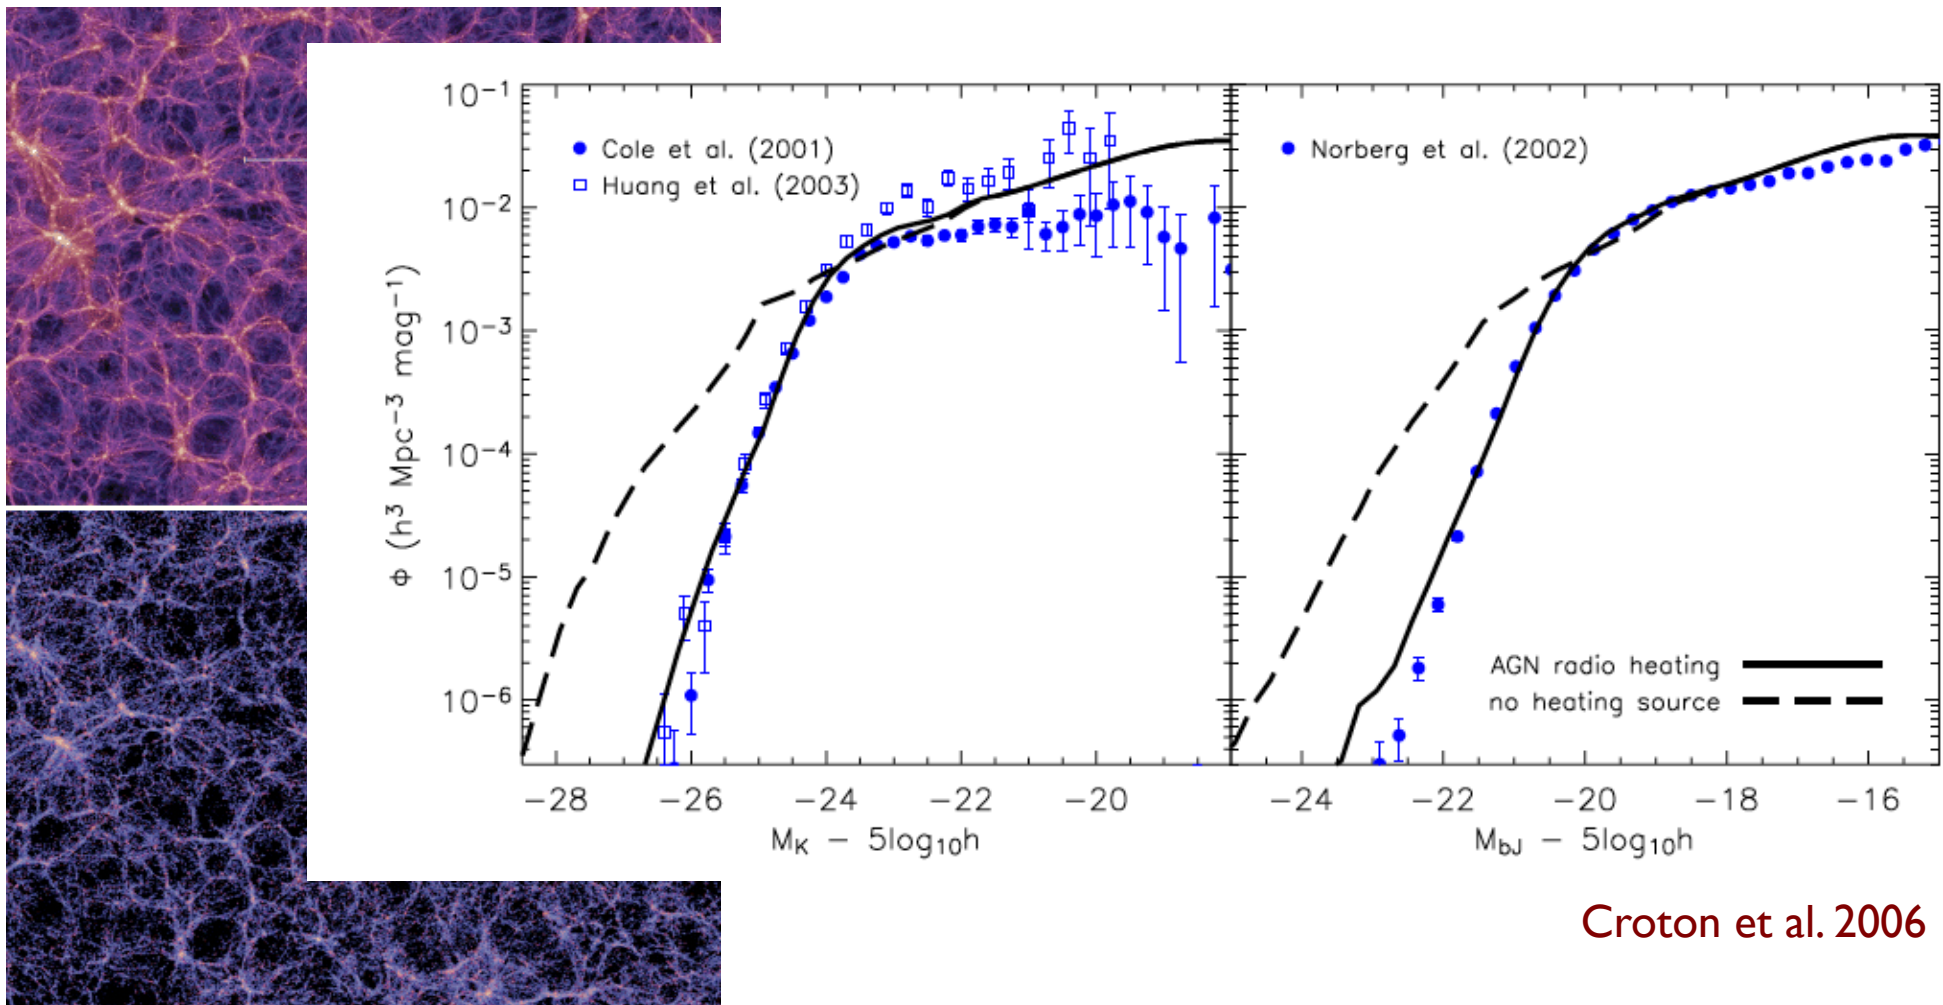 10⁻¹
10⁻²
10⁻³
10⁻⁴
10⁻⁵
10⁻⁶
ϕ (h³ Mpc⁻³ mag⁻¹)
Cole et al. (2001)
Huang et al. (2003)
−28 −26 −24 −22 −20
M_K − 5log₁₀h
Norberg et al. (2002)
AGN radio heating
no heating source
−24 −22 −20 −18 −16
M_bJ − 5log₁₀h
Croton et al. 2006